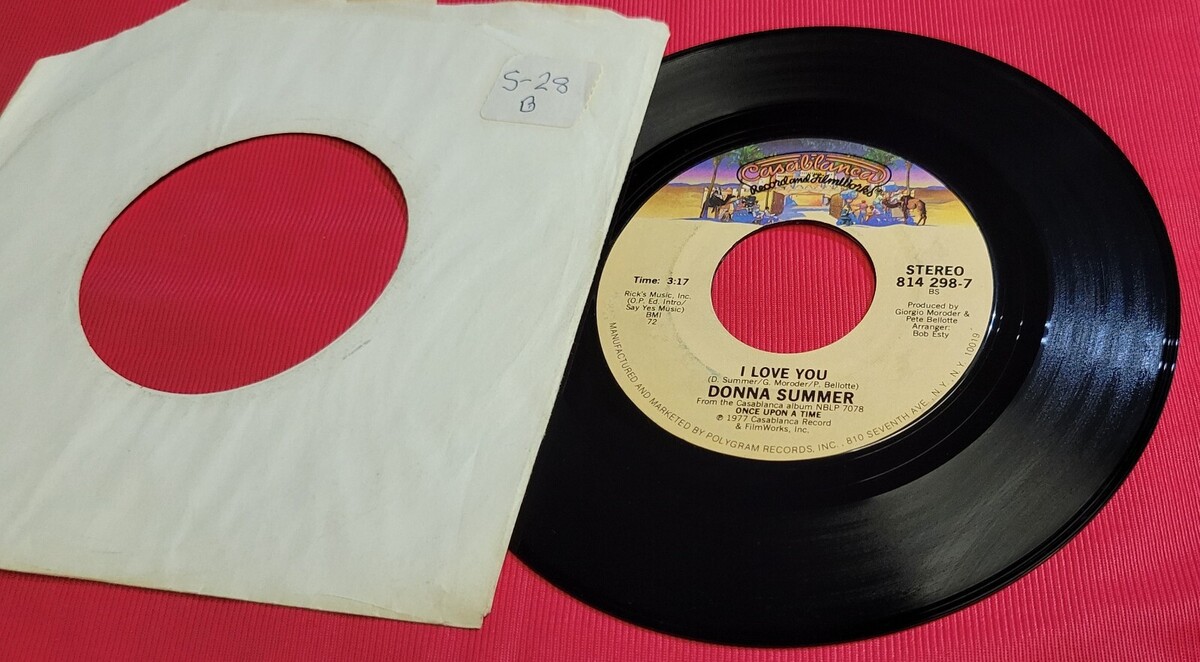 S-28
B
Casablanca
Record and FilmWorks
Time: 3:17
Rick's Music, Inc.
(O.P. Ed. Intro/
Say Yes Music)
BMI
72
STEREO
814 298-7
BS
Produced by
Giorgio Moroder &
Pete Bellotte
Arranger:
Bob Esty
I LOVE YOU
(D. Summer/G. Moroder/P. Bellotte)
DONNA SUMMER
From the Casablanca album NBLP 7078
ONCE UPON A TIME
℗ 1977 Casablanca Record
& FilmWorks, Inc.
MANUFACTURED AND MARKETED BY POLYGRAM RECORDS, INC., 810 SEVENTH AVE, N.Y. N.Y. 10019